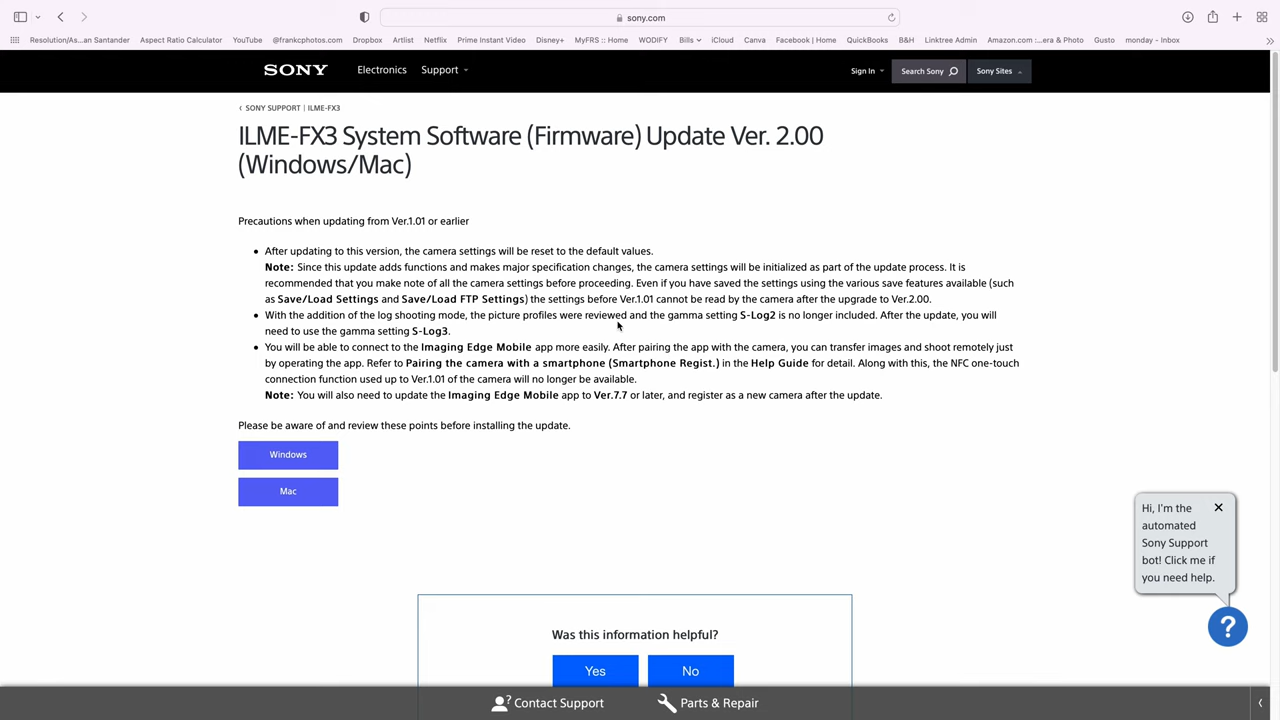 sony.com
Resolution/As...an Santander Aspect Ratio Calculator YouTube @frankcphotos.com Dropbox Artlist Netflix Prime Instant Video Disney+ MyFRS :: Home WODIFY Bills iCloud Canva Facebook | Home QuickBooks B&H Linktree Admin Amazon.com :...era & Photo Gusto monday - Inbox
SONY Electronics Support Sign In Search Sony Sony Sites
SONY SUPPORT | ILME-FX3
ILME-FX3 System Software (Firmware) Update Ver. 2.00
(Windows/Mac)
Precautions when updating from Ver.1.01 or earlier
• After updating to this version, the camera settings will be reset to the default values.
Note: Since this update adds functions and makes major specification changes, the camera settings will be initialized as part of the update process. It is
recommended that you make note of all the camera settings before proceeding. Even if you have saved the settings using the various save features available (such
as Save/Load Settings and Save/Load FTP Settings) the settings before Ver.1.01 cannot be read by the camera after the upgrade to Ver.2.00.
• With the addition of the log shooting mode, the picture profiles were reviewed and the gamma setting S-Log2 is no longer included. After the update, you will
need to use the gamma setting S-Log3.
• You will be able to connect to the Imaging Edge Mobile app more easily. After pairing the app with the camera, you can transfer images and shoot remotely just
by operating the app. Refer to Pairing the camera with a smartphone (Smartphone Regist.) in the Help Guide for detail. Along with this, the NFC one-touch
connection function used up to Ver.1.01 of the camera will no longer be available.
Note: You will also need to update the Imaging Edge Mobile app to Ver.7.7 or later, and register as a new camera after the update.
Please be aware of and review these points before installing the update.
Windows
Mac
Hi, I'm the
automated
Sony Support
bot! Click me if
you need help.
?
Was this information helpful?
Yes No
Contact Support Parts & Repair